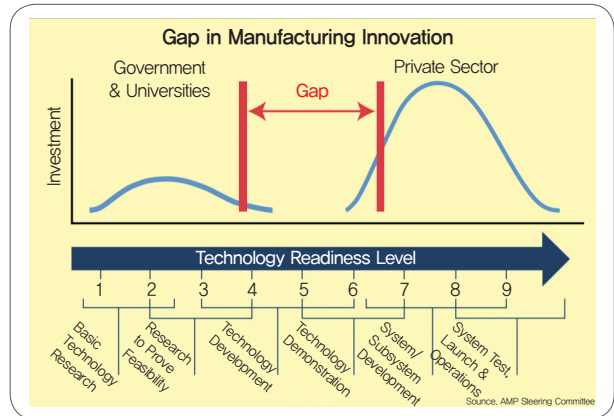 Gap in Manufacturing Innovation
Government
& Universities
Private Sector
Gap
Investment
Technology Readiness Level
1 2 3 4 5 6 7 8 9
Basic
Technology
Research
Research
to Prove
Feasibility
Technology
Development
Technology
Demonstration
System/
Subsystem
Development
System Test,
Launch &
Operations
Source, AMP Steering Committee